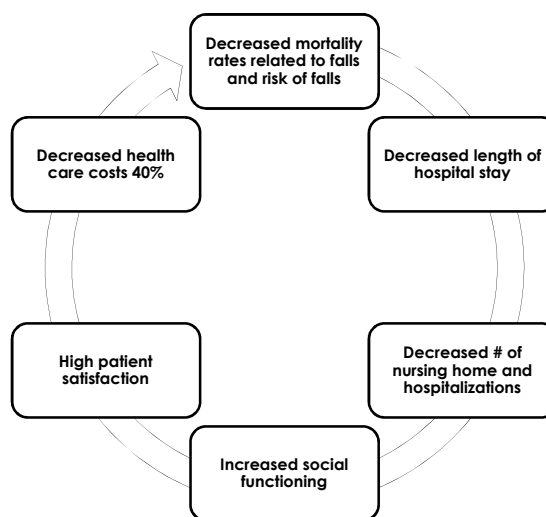 Decreased mortality
rates related to falls
and risk of falls
Decreased length of
hospital stay
Decreased # of
nursing home and
hospitalizations
Increased social
functioning
High patient
satisfaction
Decreased health
care costs 40%